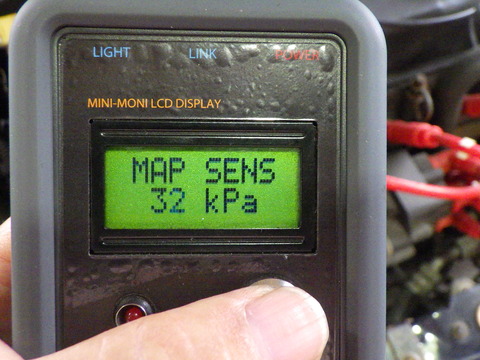 LIGHT LINK POWER
MINI-MONI LCD DISPLAY
MAP SENS
32 kPa